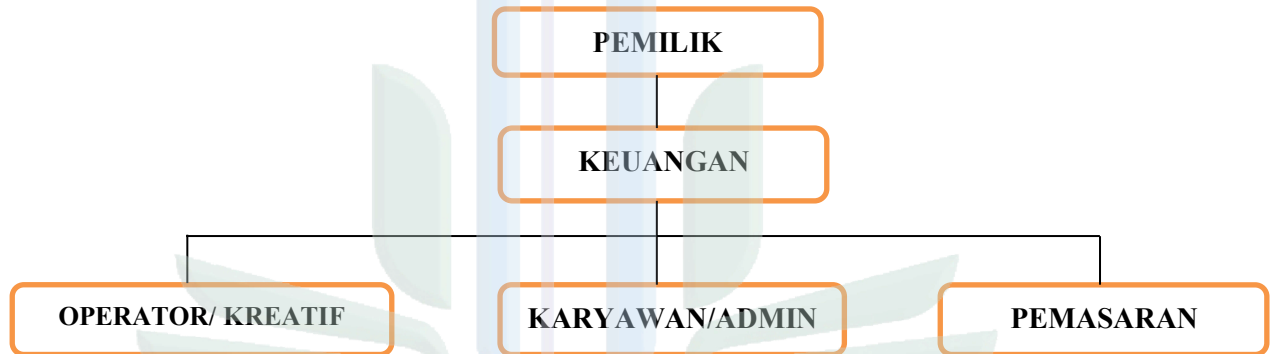 PEMILIK
KEUANGAN
OPERATOR/ KREATIF
KARYAWAN/ADMIN
PEMASARAN